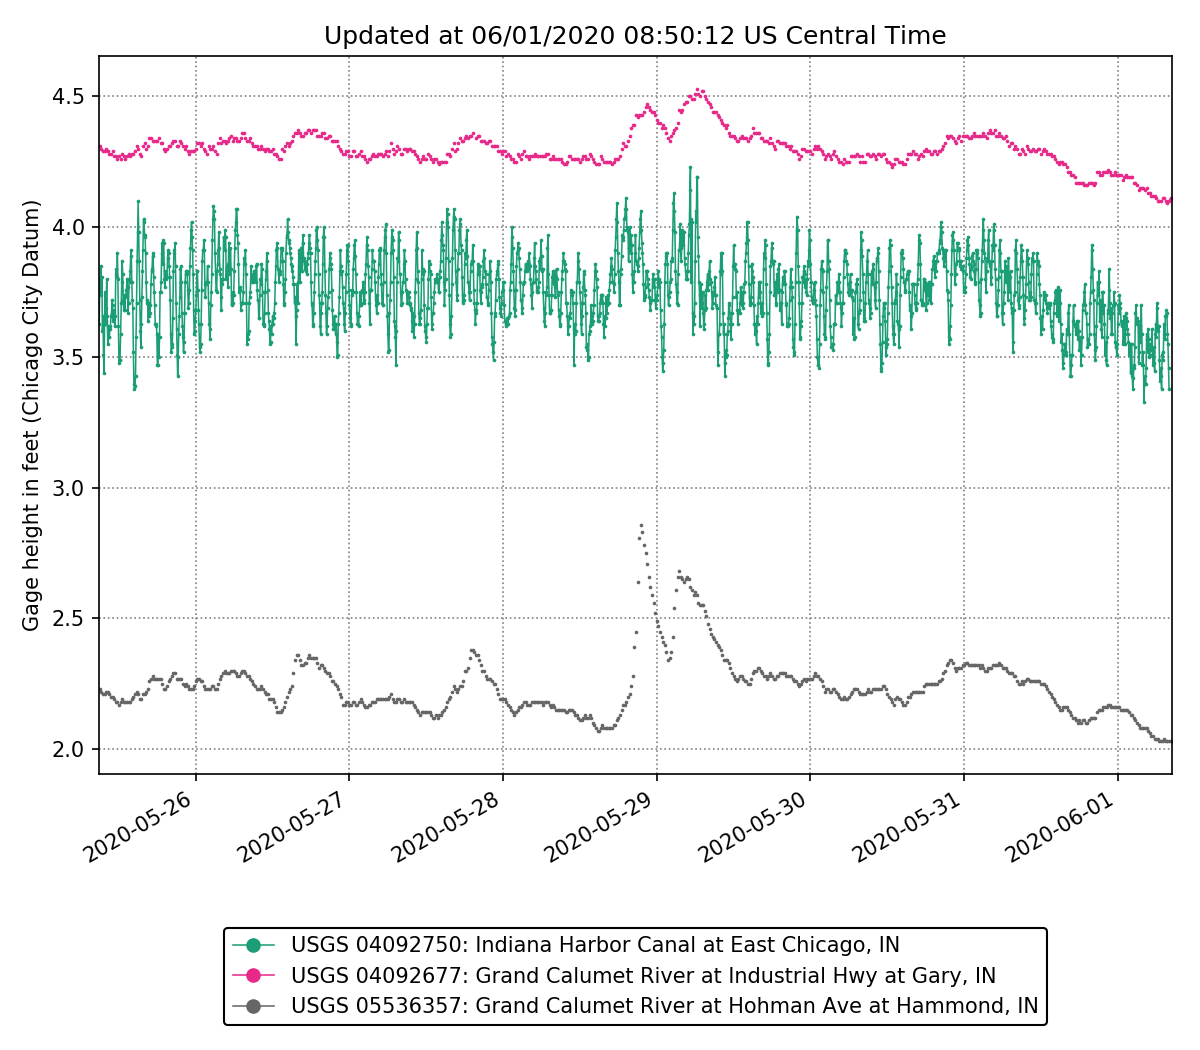 Updated at 06/01/2020 08:50:12 US Central Time
Gage height in feet (Chicago City Datum)
4.5
4.0
3.5
3.0
2.5
2.0
2020-05-26
2020-05-27
2020-05-28
2020-05-29
2020-05-30
2020-05-31
2020-06-01
USGS 04092750: Indiana Harbor Canal at East Chicago, IN
USGS 04092677: Grand Calumet River at Industrial Hwy at Gary, IN
USGS 05536357: Grand Calumet River at Hohman Ave at Hammond, IN